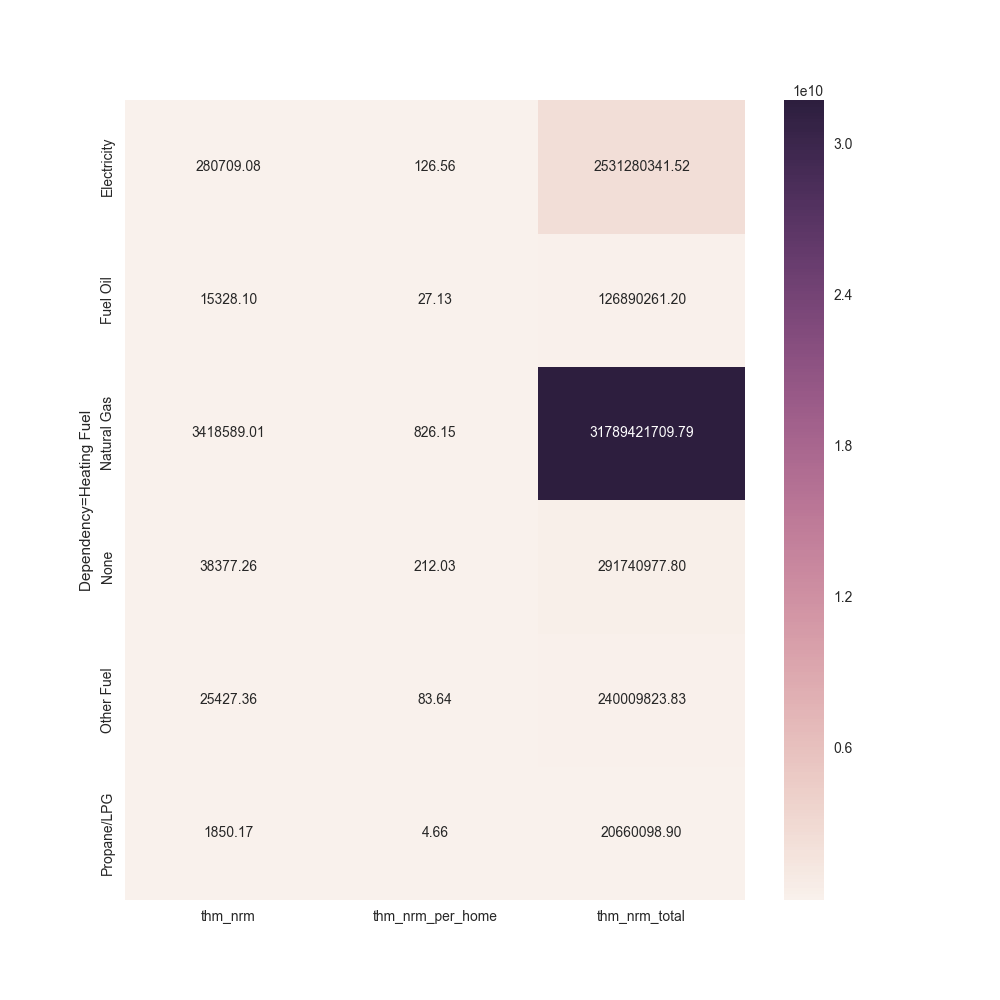 1e10
Electricity 280709.08 126.56 2531280341.52 3.0
Fuel Oil 15328.10 27.13 126890261.20 2.4
Dependency=Heating Fuel
Natural Gas 3418589.01 826.15 31789421709.79 1.8
None 38377.26 212.03 291740977.80 1.2
Other Fuel 25427.36 83.64 240009823.83 0.6
Propane/LPG 1850.17 4.66 20660098.90
thm_nrm thm_nrm_per_home thm_nrm_total